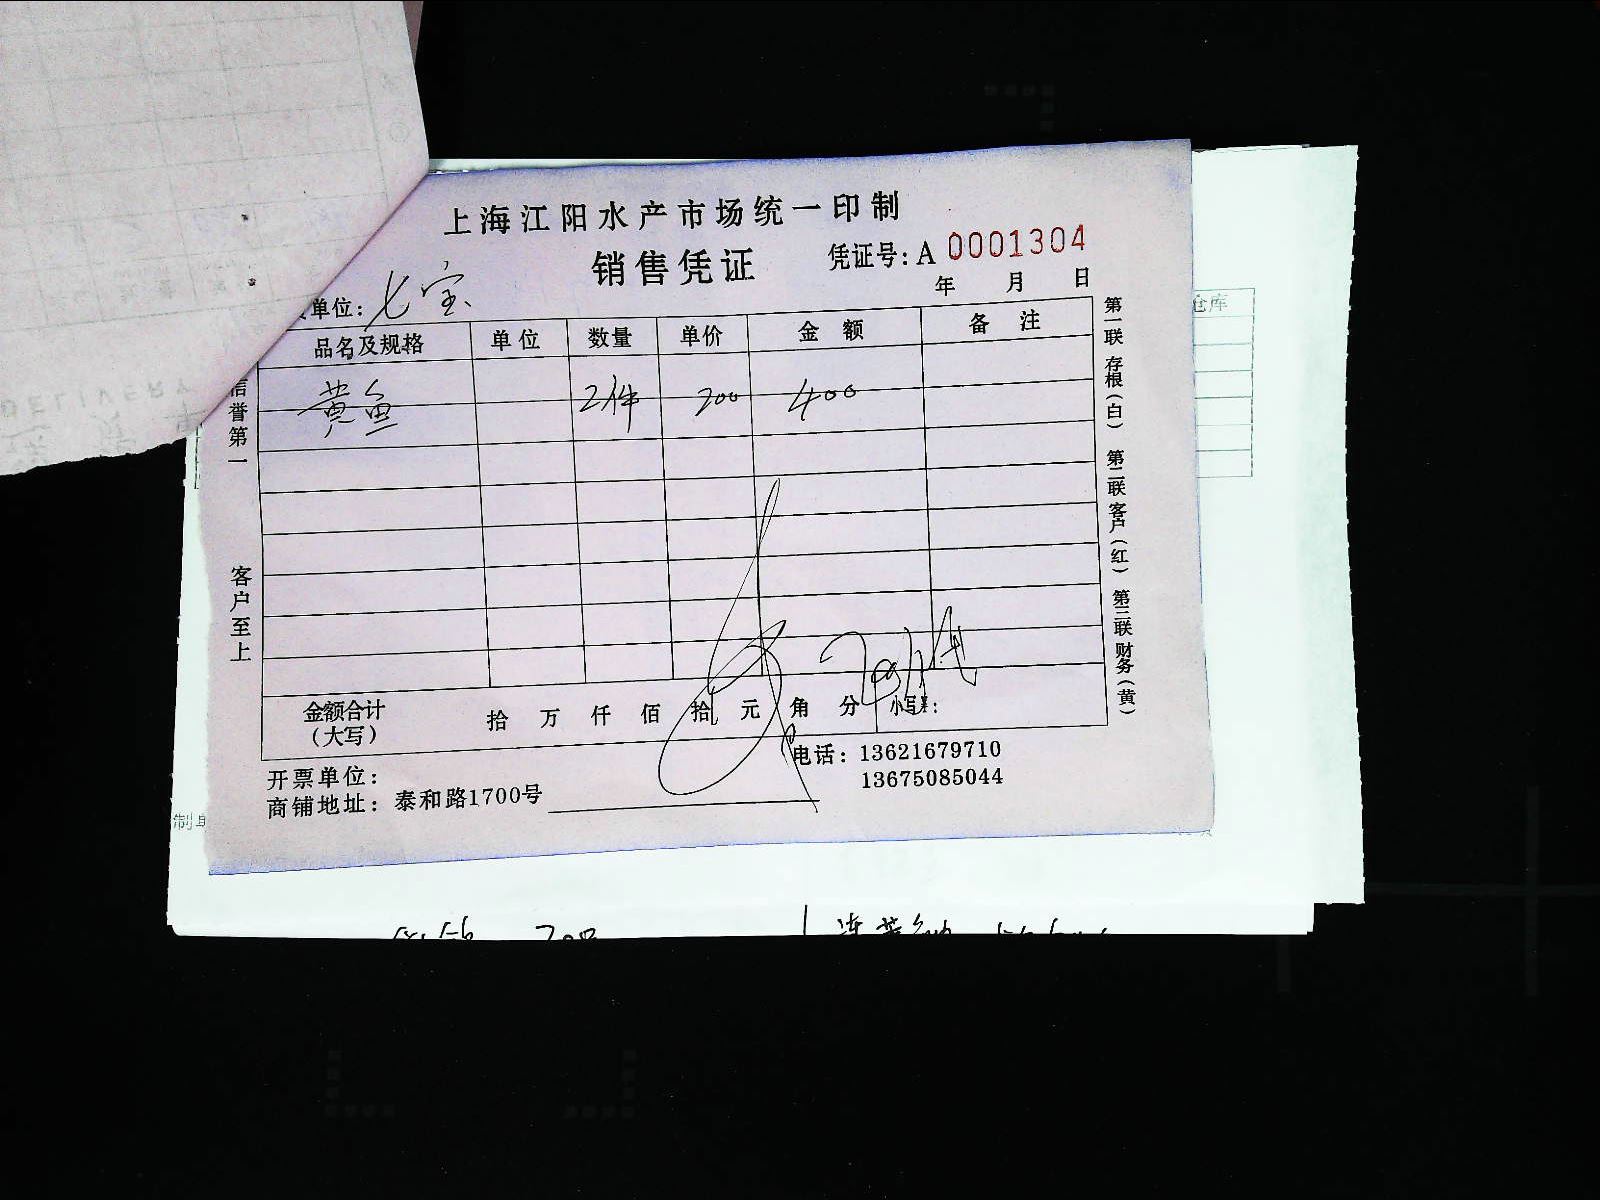 上海江阳水产市场统一印制
销售凭证 凭证号: A 0001304
年 月 日
单位: 七宝
品名及规格 单位 数量 单价 金额 备注
黄鱼 2件 200 400
金额合计(大写) 拾 万 仟 佰 拾 元 角 分 小写¥:
开票单位: 电话: 13621679710
13675085044
商铺地址: 泰和路1700号
信誉第一 客户至上
第一联 存根(白) 第二联 客户(红) 第三联 财务(黄)
仓库
制单
DELIVERY